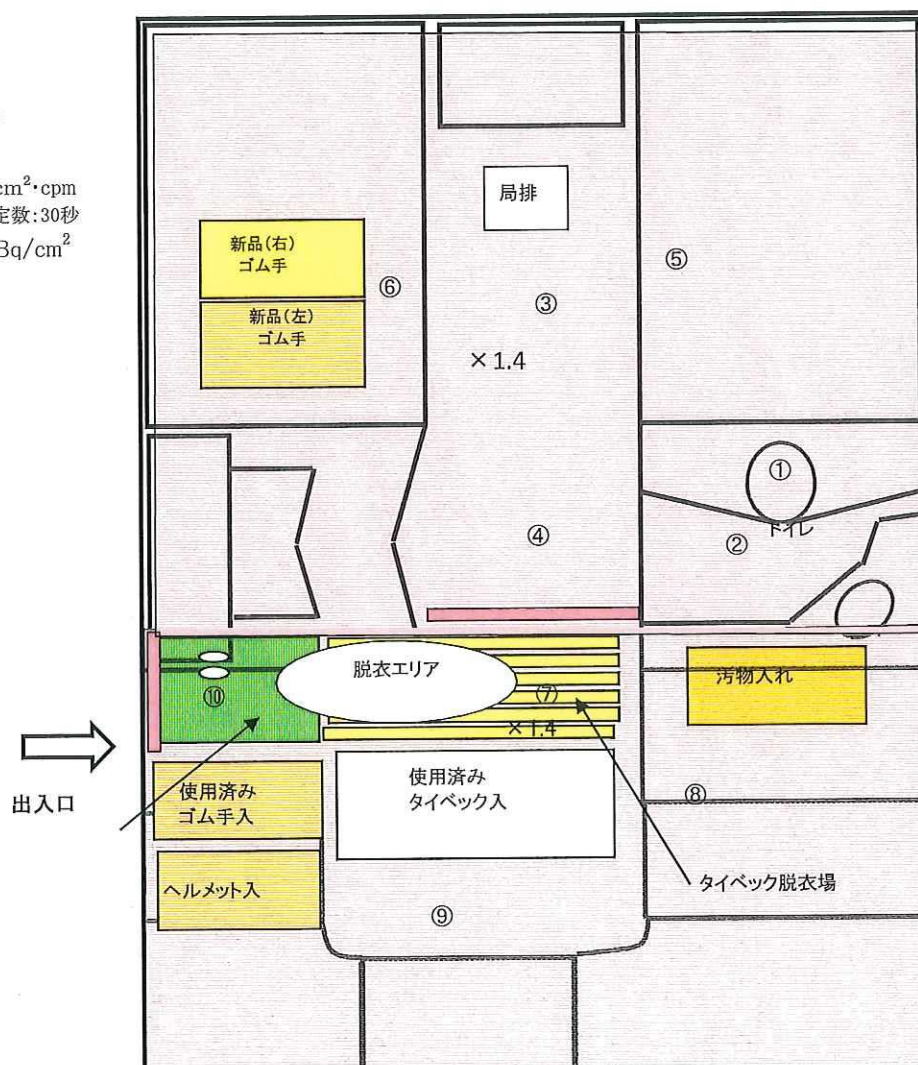 cm²・cpm
定数:30秒
Bq/cm²
局排
新品(右)
ゴム手
新品(左)
ゴム手
⑥
⑤
③
×1.4
①
④
②
トイレ
脱衣エリア
⑦
×1.4
⑩
汚物入れ
出入口
使用済み
ゴム手入
使用済み
タイベック入
⑧
ヘルメット入
タイベック脱衣場
⑨